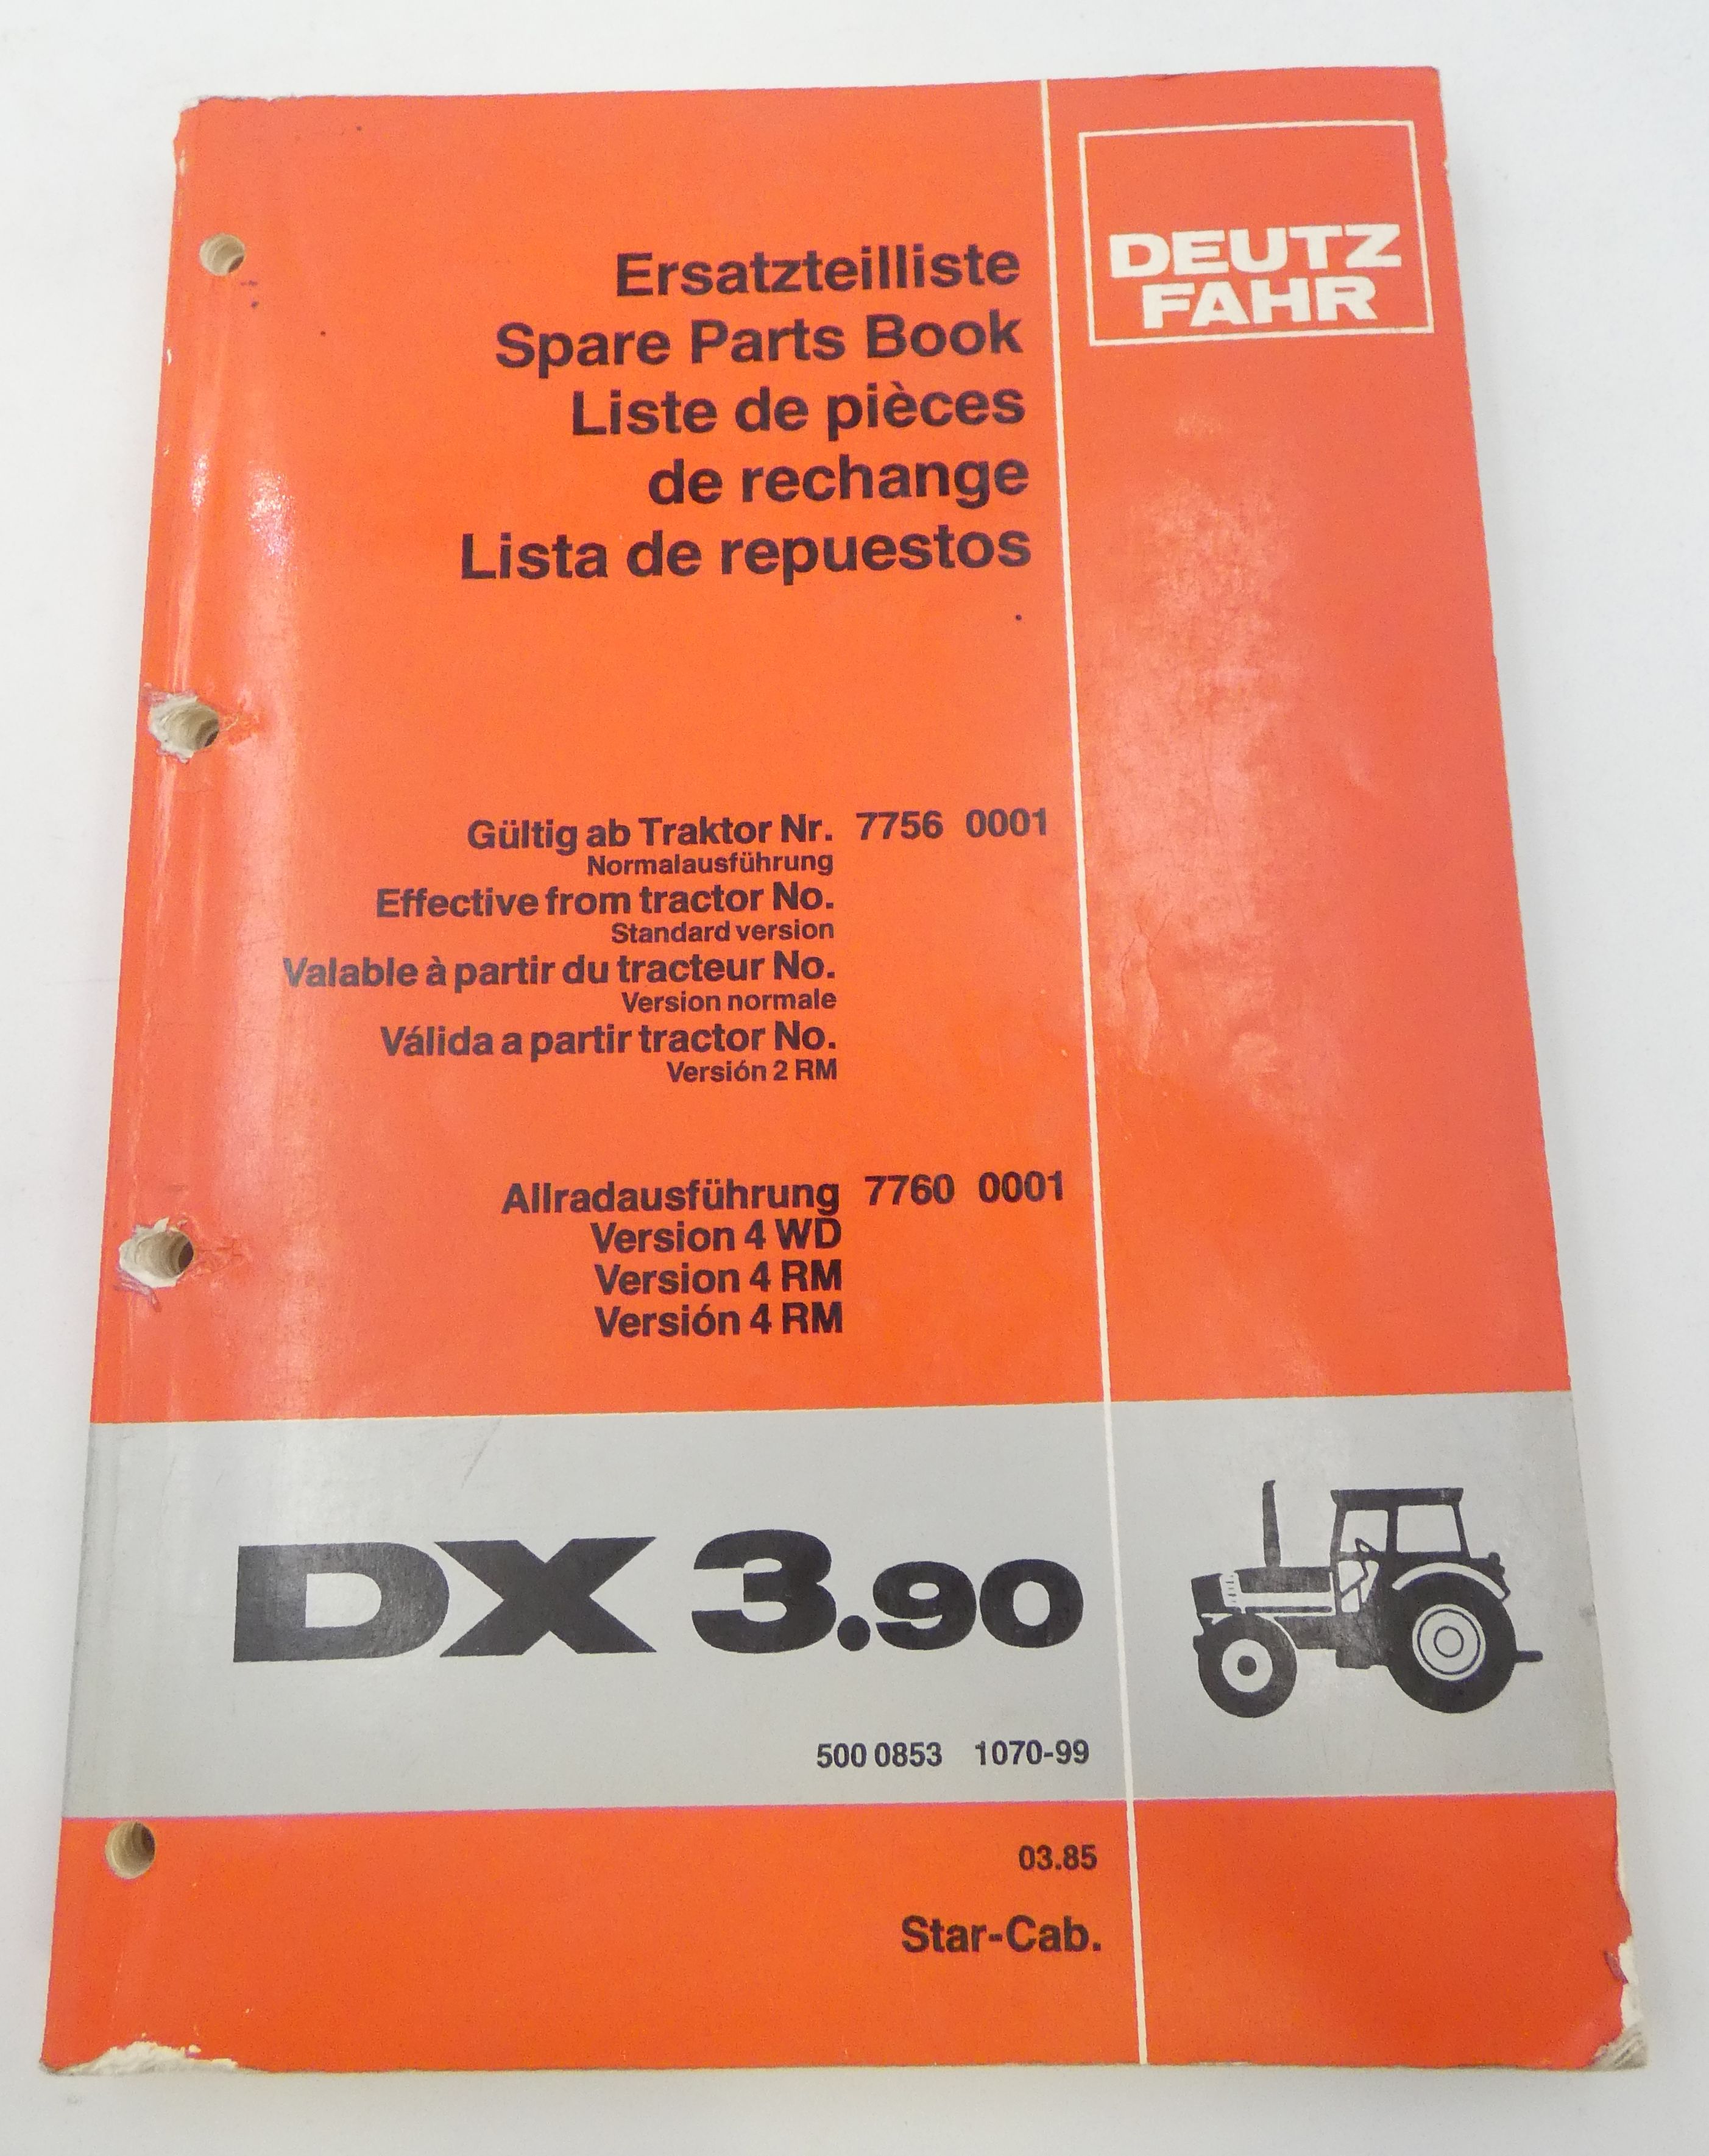 DEUTZ
FAHR
Ersatzteilliste
Spare Parts Book
Liste de pièces
de rechange
Lista de repuestos
Gültig ab Traktor Nr. 7756 0001
Normalausführung
Effective from tractor No.
Standard version
Valable à partir du tracteur No.
Version normale
Válida a partir tractor No.
Versión 2 RM
Allradausführung 7760 0001
Version 4 WD
Version 4 RM
Versión 4 RM
DX 3.90
500 0853 1070-99
03.85
Star-Cab.